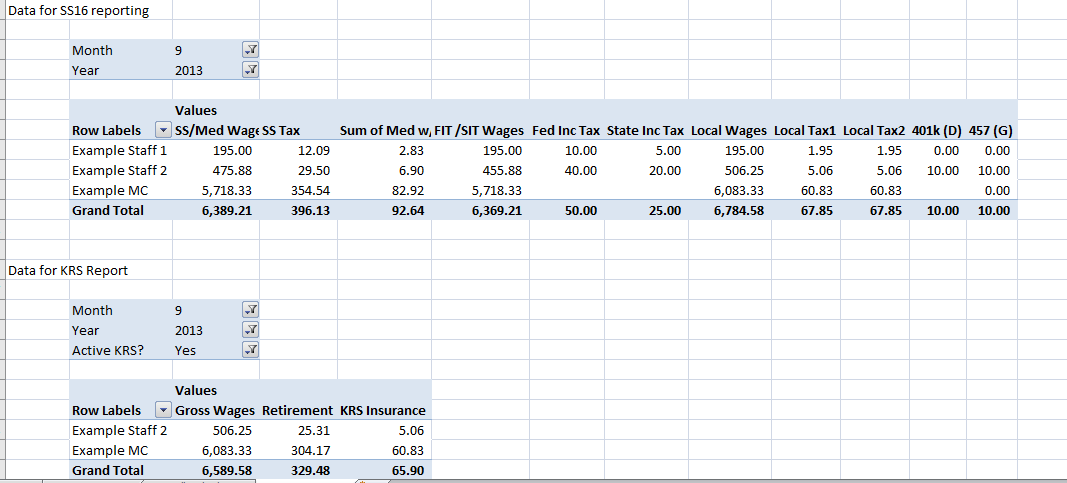 Data for SS16 reporting
Month 9
Year 2013
Values
Row Labels SS/Med Wage SS Tax Sum of Med w, FIT /SIT Wages Fed Inc Tax State Inc Tax Local Wages Local Tax1 Local Tax2 401k (D) 457 (G)
Example Staff 1 195.00 12.09 2.83 195.00 10.00 5.00 195.00 1.95 1.95 0.00 0.00
Example Staff 2 475.88 29.50 6.90 455.88 40.00 20.00 506.25 5.06 5.06 10.00 10.00
Example MC 5,718.33 354.54 82.92 5,718.33 6,083.33 60.83 60.83 0.00
Grand Total 6,389.21 396.13 92.64 6,369.21 50.00 25.00 6,784.58 67.85 67.85 10.00 10.00
Data for KRS Report
Month 9
Year 2013
Active KRS? Yes
Values
Row Labels Gross Wages Retirement KRS Insurance
Example Staff 2 506.25 25.31 5.06
Example MC 6,083.33 304.17 60.83
Grand Total 6,589.58 329.48 65.90